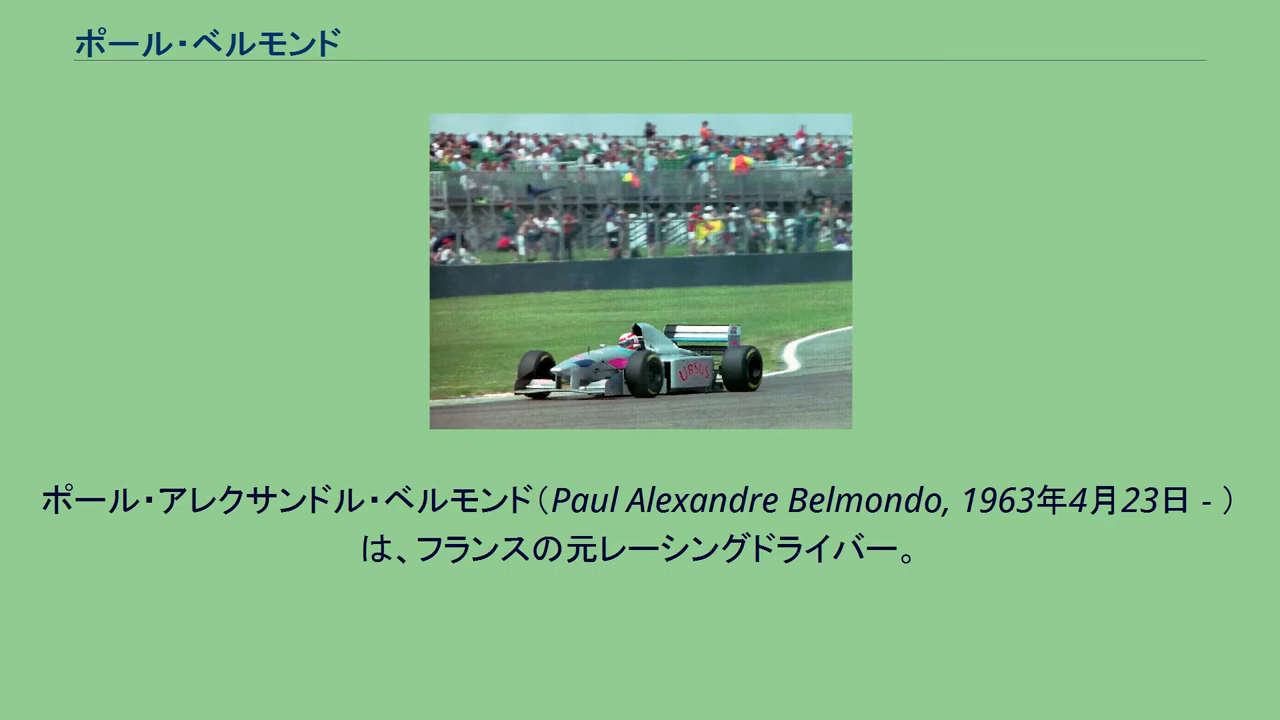 ポール・ベルモンド
URSUS
ポール・アレクサンドル・ベルモンド（Paul Alexandre Belmondo, 1963年4月23日 - ）
は、フランスの元レーシングドライバー。